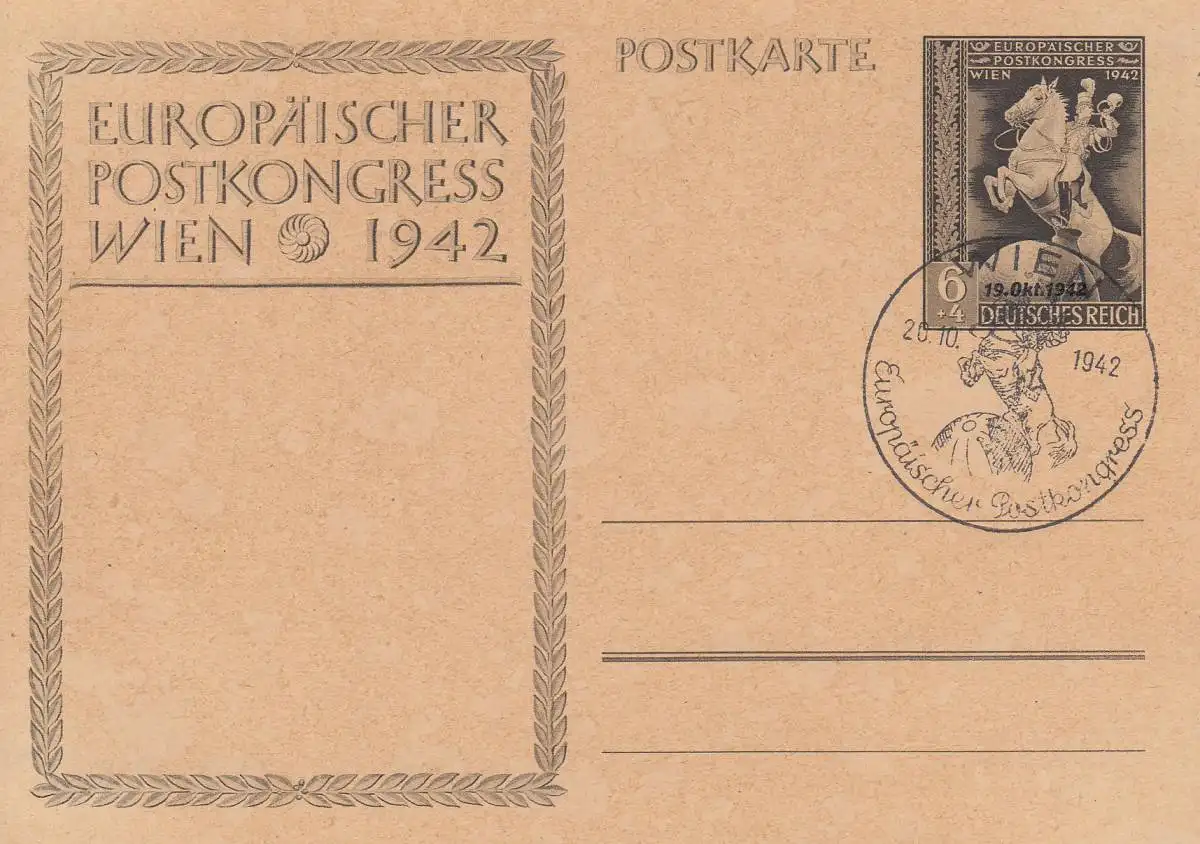 EUROPÄISCHER
POSTKONGRESS
WIEN 1942
POSTKARTE
EUROPÄISCHER
POSTKONGRESS
WIEN 1942
6
+4
19.Okt.1942
DEUTSCHES REICH
WIEN
20.10. 1942
Europäischer Postkongress